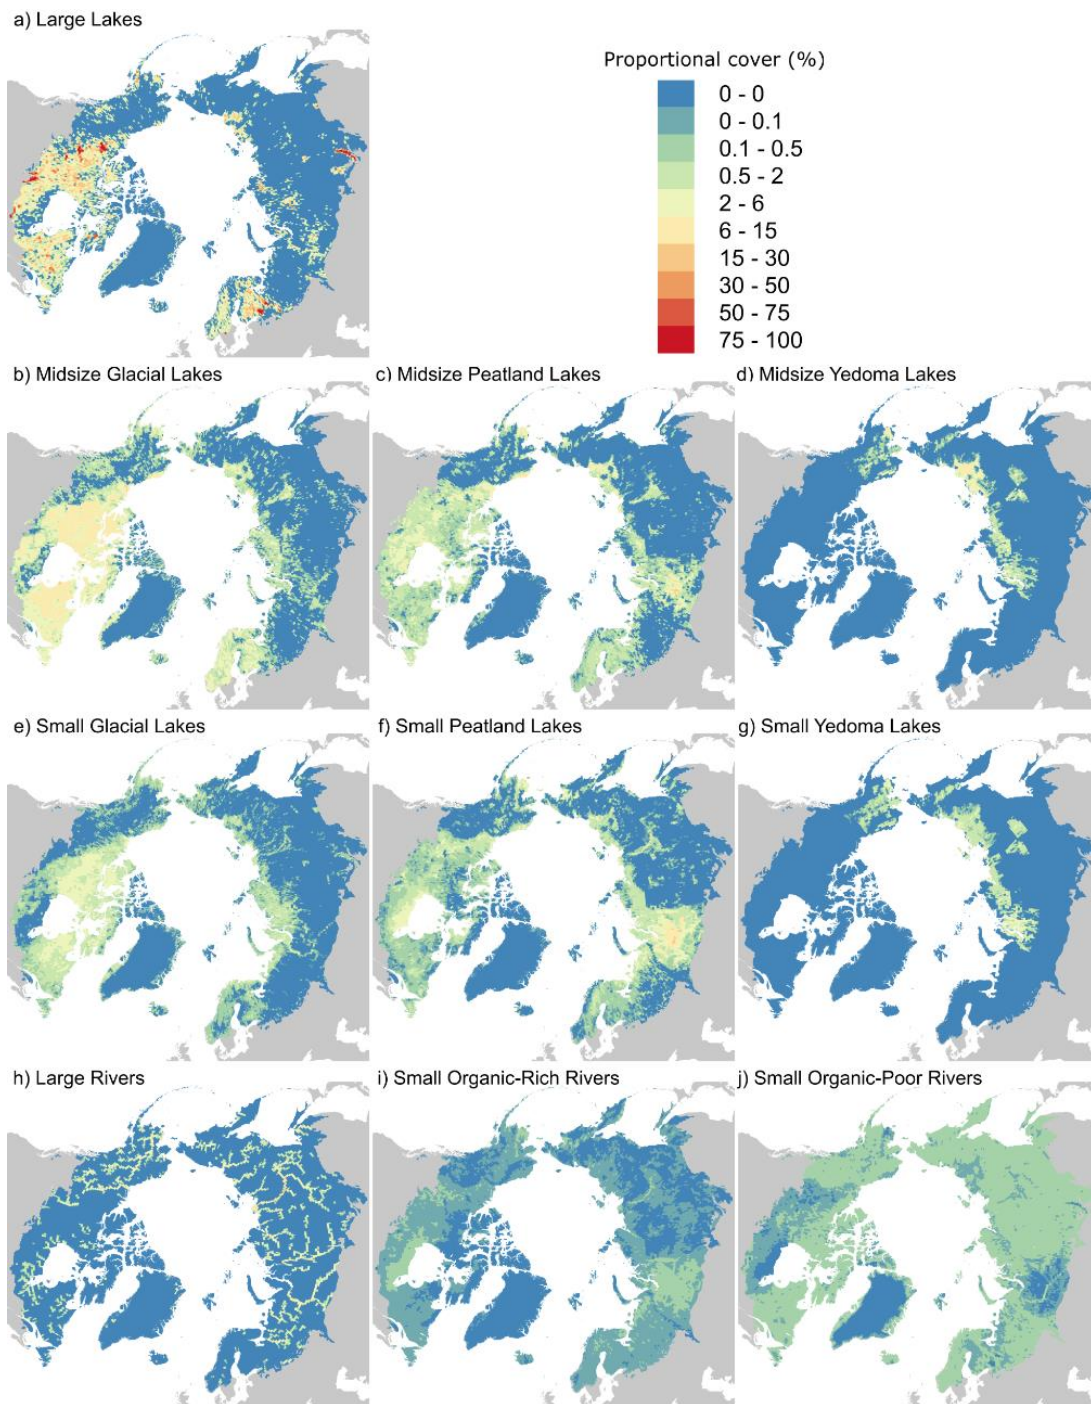 a) Large Lakes
Proportional cover (%)
0 - 0
0 - 0.1
0.1 - 0.5
0.5 - 2
2 - 6
6 - 15
15 - 30
30 - 50
50 - 75
75 - 100
b) Midsize Glacial Lakes
c) Midsize Peatland Lakes
d) Midsize Yedoma Lakes
e) Small Glacial Lakes
f) Small Peatland Lakes
g) Small Yedoma Lakes
h) Large Rivers
i) Small Organic-Rich Rivers
j) Small Organic-Poor Rivers